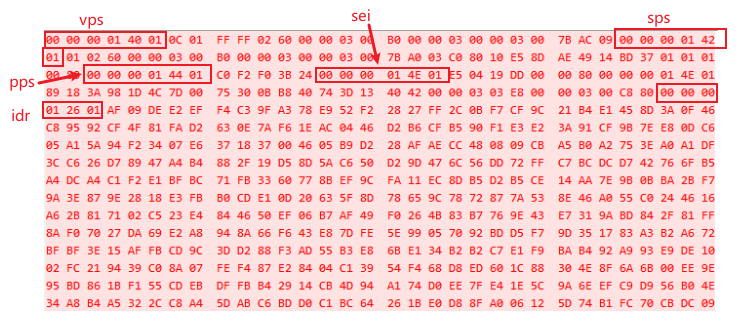 vps
sei
sps
00 00 00 01 40 01 0C 01 FF FF 02 60 00 00 03 00 B0 00 00 03 00 00 03 00 7B AC 09 00 00 00 01 42
01 01 02 60 00 00 03 00 B0 00 00 03 00 00 03 00 7B A0 03 C0 80 10 E5 8D AE 49 14 BD 37 01 01 01
pps
00 80 00 00 00 01 44 01 C0 F2 F0 3B 24 00 00 00 01 4E 01 E5 04 19 DD 00 00 80 00 00 00 01 4E 01
89 18 3A 98 1D 4C 7D 00 75 30 0B B8 40 74 3D 13 40 42 00 00 03 03 E8 00 00 03 00 C8 80 00 00 00
idr
01 26 01 AF 09 DE E2 EF F4 C3 9F A3 78 E9 52 F2 28 27 FF 2C 0B F7 CF 9C 21 B4 E1 45 8D 3A 0F 46
C8 95 92 CF 4F 81 FA D2 63 0E 7A F6 1E AC 04 46 D2 B6 CF B5 90 F1 E3 E2 3A 91 CF 9B 7E E8 0D C6
05 A1 5A 94 F2 34 07 E6 37 18 37 00 46 05 B9 D2 28 AF AE CC 48 08 09 CB A5 B0 A2 75 3E A0 A1 DF
3C C6 26 D7 89 47 A4 B4 88 2F 19 D5 8D 5A C6 50 D2 9D 47 6C 56 DD 72 FF C7 BC DC D7 42 76 6F B5
A4 DC A4 C1 F2 E1 BF BC 71 FB 33 60 77 8B EF 9C FA 11 EC 8D B5 D2 B5 CE 14 AA 7E 9B 0B BA 2B F7
9A 3E 87 9E 28 18 E3 FB B0 CD E1 0D 20 63 5F 8D 78 65 9C 78 72 87 7A 53 8E 46 A0 55 C0 24 46 16
A6 2B 81 71 02 C5 23 E4 84 46 50 EF 06 B7 AF 49 F0 26 4B 83 B7 76 9E 43 E7 31 9A BD 84 2F 81 FF
8A F0 70 27 DA 69 E2 A8 94 8A 66 F6 43 E8 7D FE 5E 99 05 70 92 BD D5 F7 9D 35 17 83 A3 B2 A6 72
BF BF 3E 15 AF FB CD 9C 3D D2 88 F3 AD 55 B3 E8 6B E1 34 B2 B2 C7 E1 F9 BA B4 92 A9 93 E9 DE 10
02 FC 21 94 39 C0 8A 07 FE F4 87 E2 84 04 C1 39 54 F4 68 D8 ED 60 1C 88 30 4E 8F 6A 6B 00 EE 9E
95 BD 86 1B F1 55 CD EB DF FB B4 29 14 CB 4D 94 A1 74 D0 EE 7F E4 1E 5C 9A 6E EF C9 D9 56 B0 4E
34 A8 B4 A5 32 2C C8 A4 5D AB C6 BD D0 C1 BC 64 26 1B E0 D8 8F A0 06 12 5D 74 B1 FC 70 CB DC 09